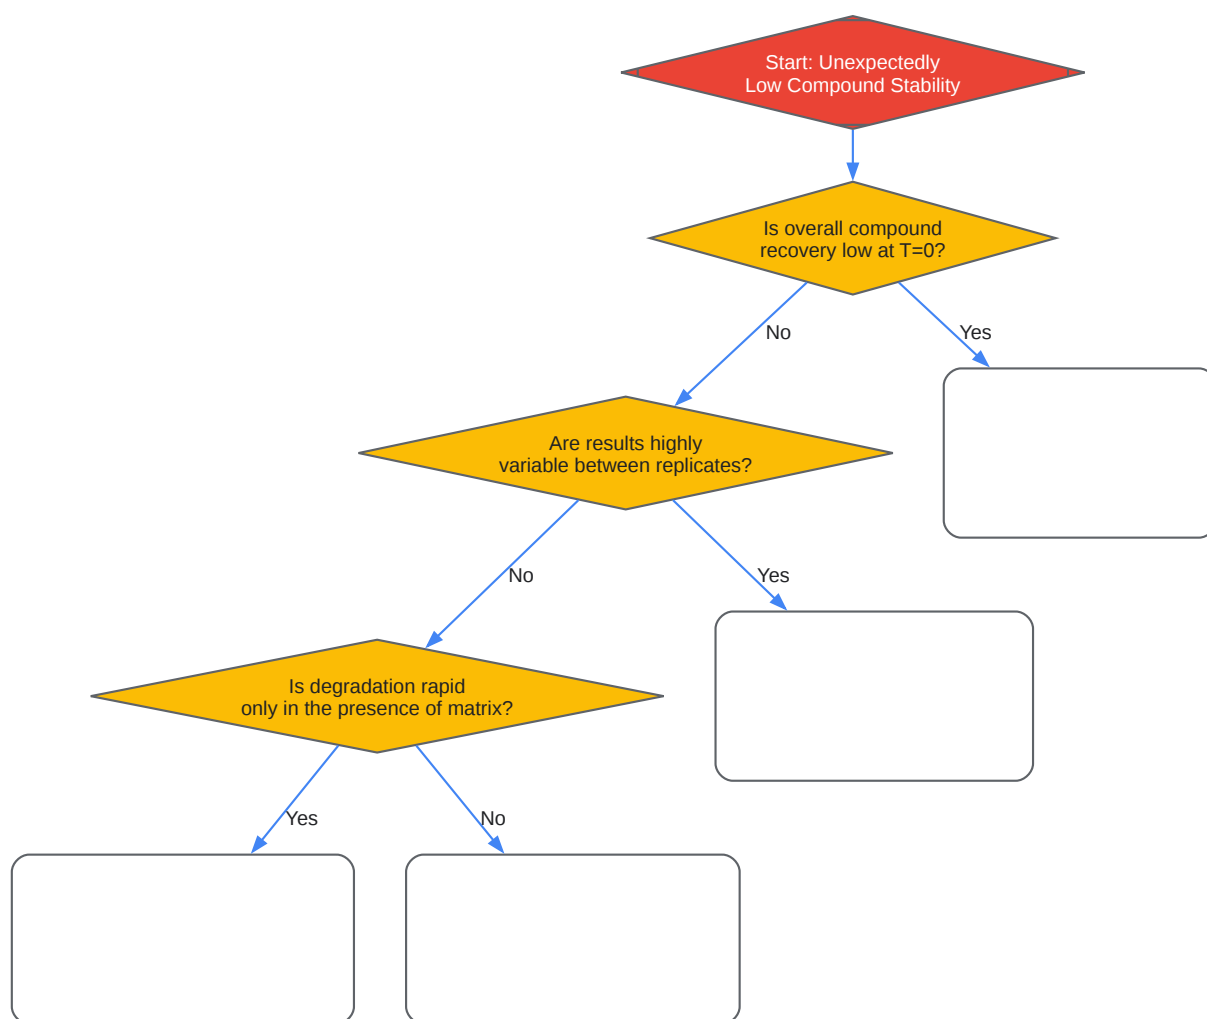 Start: Unexpectedly
Low Compound Stability
Is overall compound
recovery low at T=0?
No
Yes
Are results highly
variable between replicates?
No
Yes
Is degradation rapid
only in the presence of matrix?
Yes
No